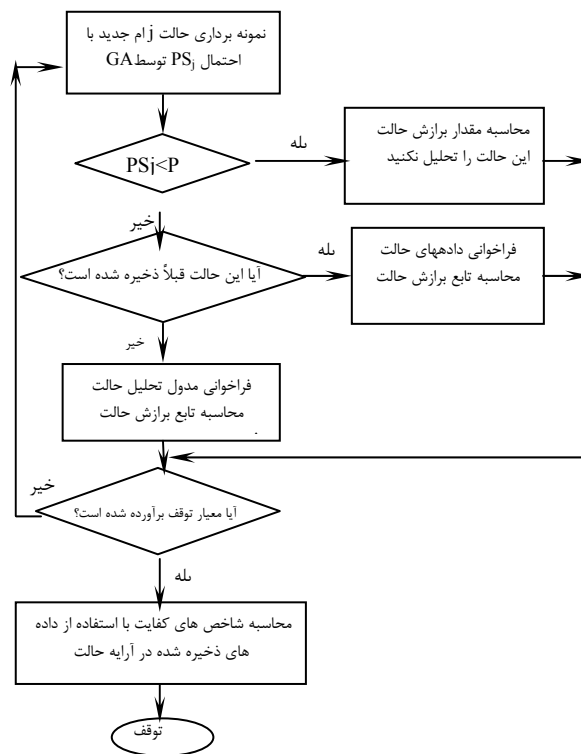 نمونه برداری حالت j ام جدید با
احتمال PSj توسط GA
PSj<P
بله
محاسبه مقدار برازش حالت
این حالت را تحلیل نکنید
خیر
آیا این حالت قبلاً ذخیره شده است؟
بله
فراخوانی دادههای حالت
محاسبه تابع برازش حالت
خیر
فراخوانی مدول تحلیل حالت
محاسبه تابع برازش حالت
.
خیر
آیا معیار توقف برآورده شده است؟
بله
محاسبه شاخص های کفایت با استفاده از داده
های ذخیره شده در آرایه حالت
توقف